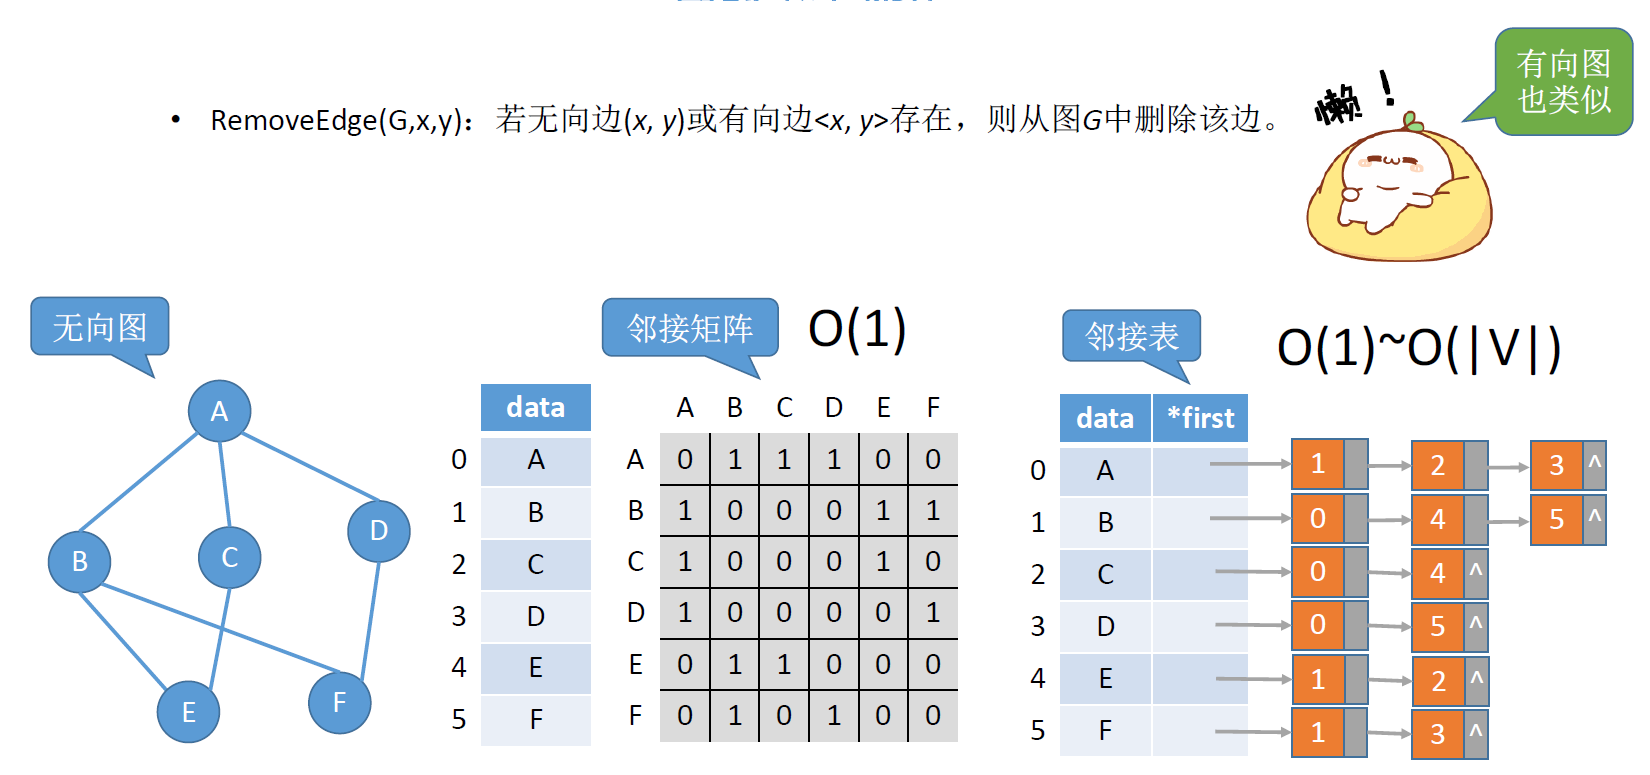 有向图
也类似
懒!
• RemoveEdge(G,x,y)：若无向边(x, y)或有向边<x, y>存在，则从图G中删除该边。
无向图
邻接矩阵 O(1)
邻接表 O(1)~O(|V|)
A
B
C
D
E
F
data
0 A
1 B
2 C
3 D
4 E
5 F
A B C D E F
A 0 1 1 1 0 0
B 1 0 0 0 1 1
C 1 0 0 0 1 0
D 1 0 0 0 0 1
E 0 1 1 0 0 0
F 0 1 0 1 0 0
data *first
0 A 1 2 3 ^
1 B 0 4 5 ^
2 C 0 4 ^
3 D 0 5 ^
4 E 1 2 ^
5 F 1 3 ^